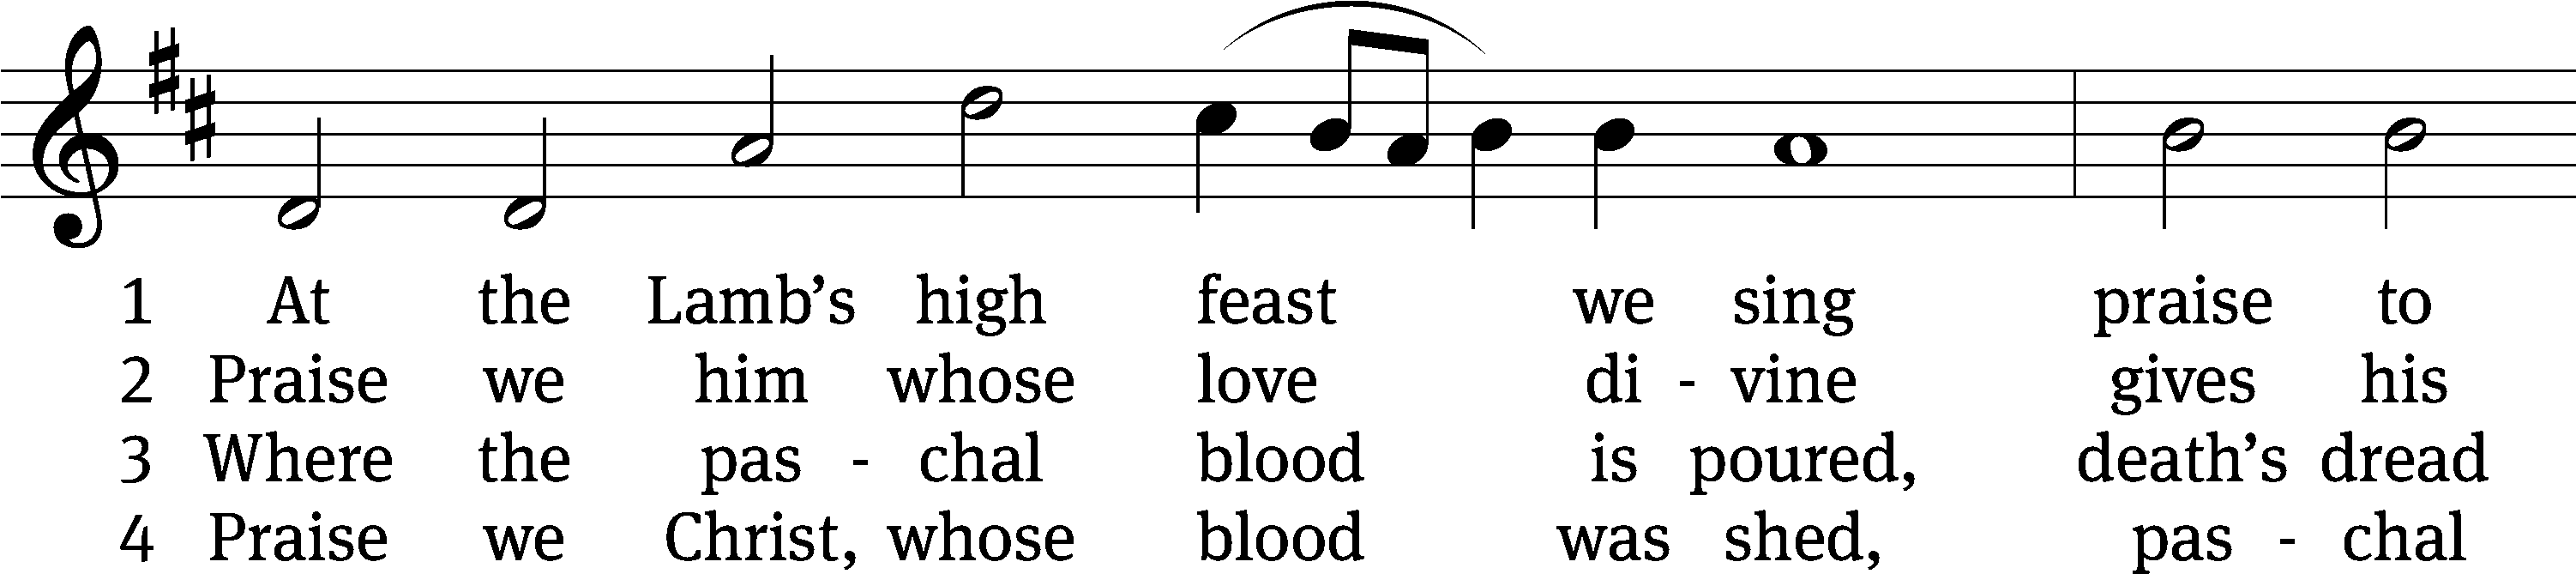 1 At the Lamb’s high feast we sing praise to
2 Praise we him whose love di - vine gives his
3 Where the pas - chal blood is poured, death’s dread
4 Praise we Christ, whose blood was shed, pas - chal